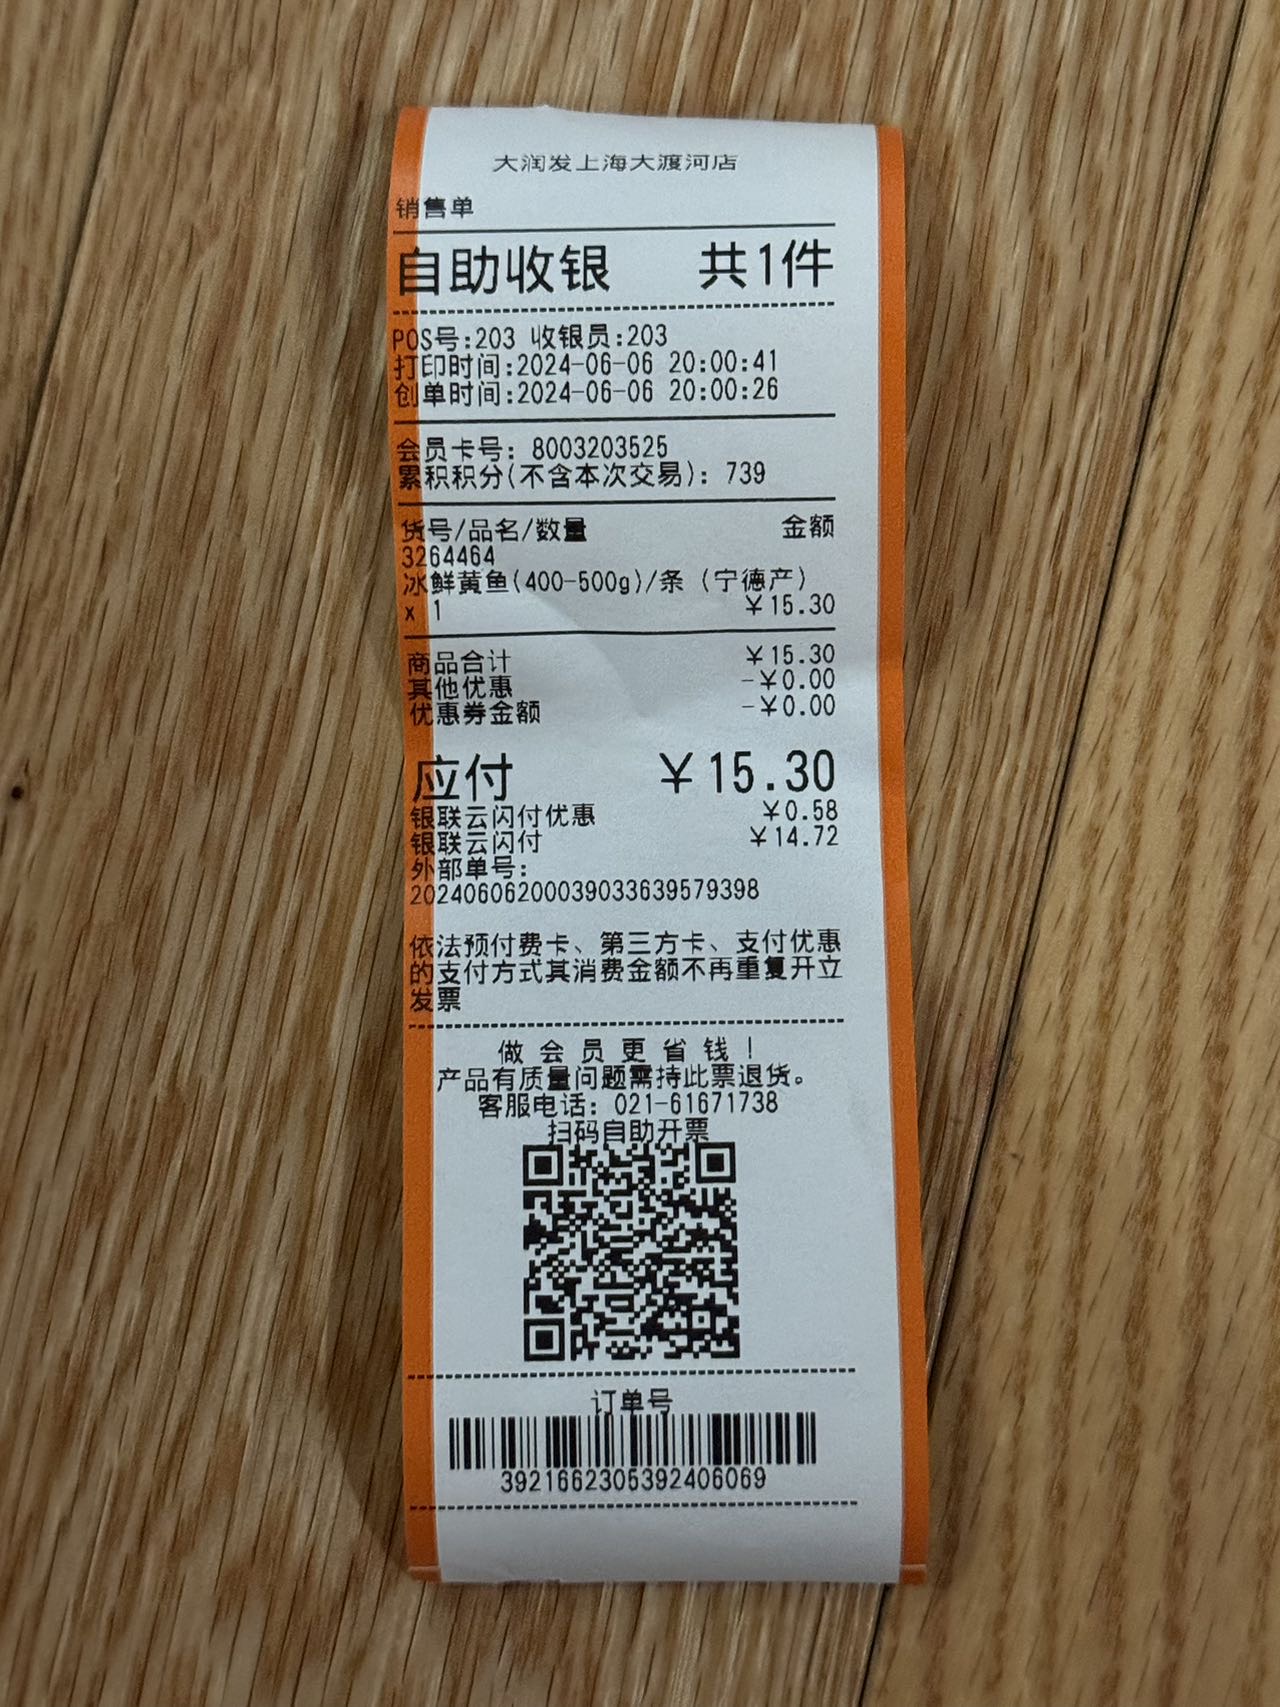 大润发上海大渡河店
销售单
自助收银 共1件
POS号:203 收银员:203
打印时间:2024-06-06 20:00:41
创单时间:2024-06-06 20:00:26
会员卡号: 8003203525
累积积分(不含本次交易): 739
货号/品名/数量 金额
3264464
冰鲜黄鱼(400-500g)/条 (宁德产)
x 1 ¥15.30
商品合计 ¥15.30
其他优惠 -¥0.00
优惠券金额 -¥0.00
应付 ¥15.30
银联云闪付优惠 ¥0.58
银联云闪付 ¥14.72
外部单号:
20240606200039033639579398
依法预付费卡、第三方卡、支付优惠
的支付方式其消费金额不再重复开立
发票
做会员更省钱!
产品有质量问题需持此票退货。
客服电话: 021-61671738
扫码自助开票
订单号
39216623053924060​69